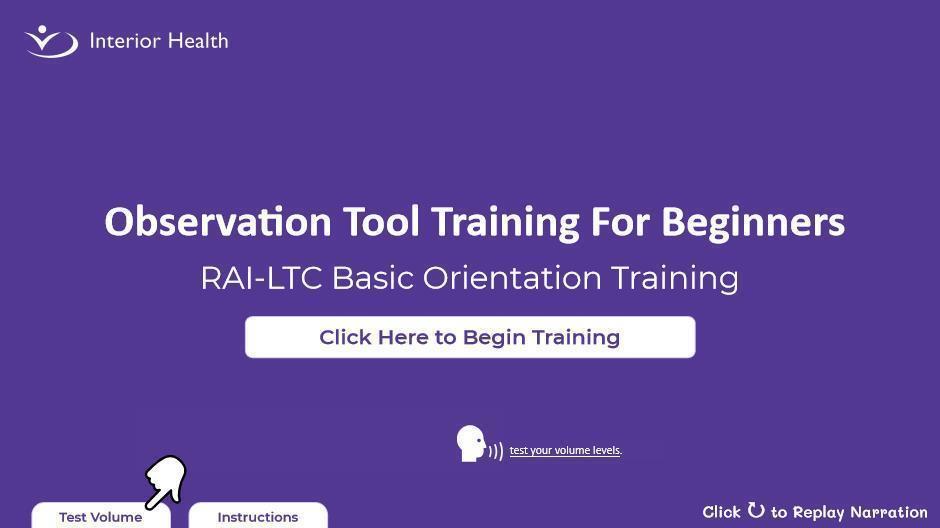 Interior Health
Observation Tool Training For Beginners
RAI-LTC Basic Orientation Training
Click Here to Begin Training
test your volume levels.
Test Volume
Instructions
Click ↻ to Replay Narration